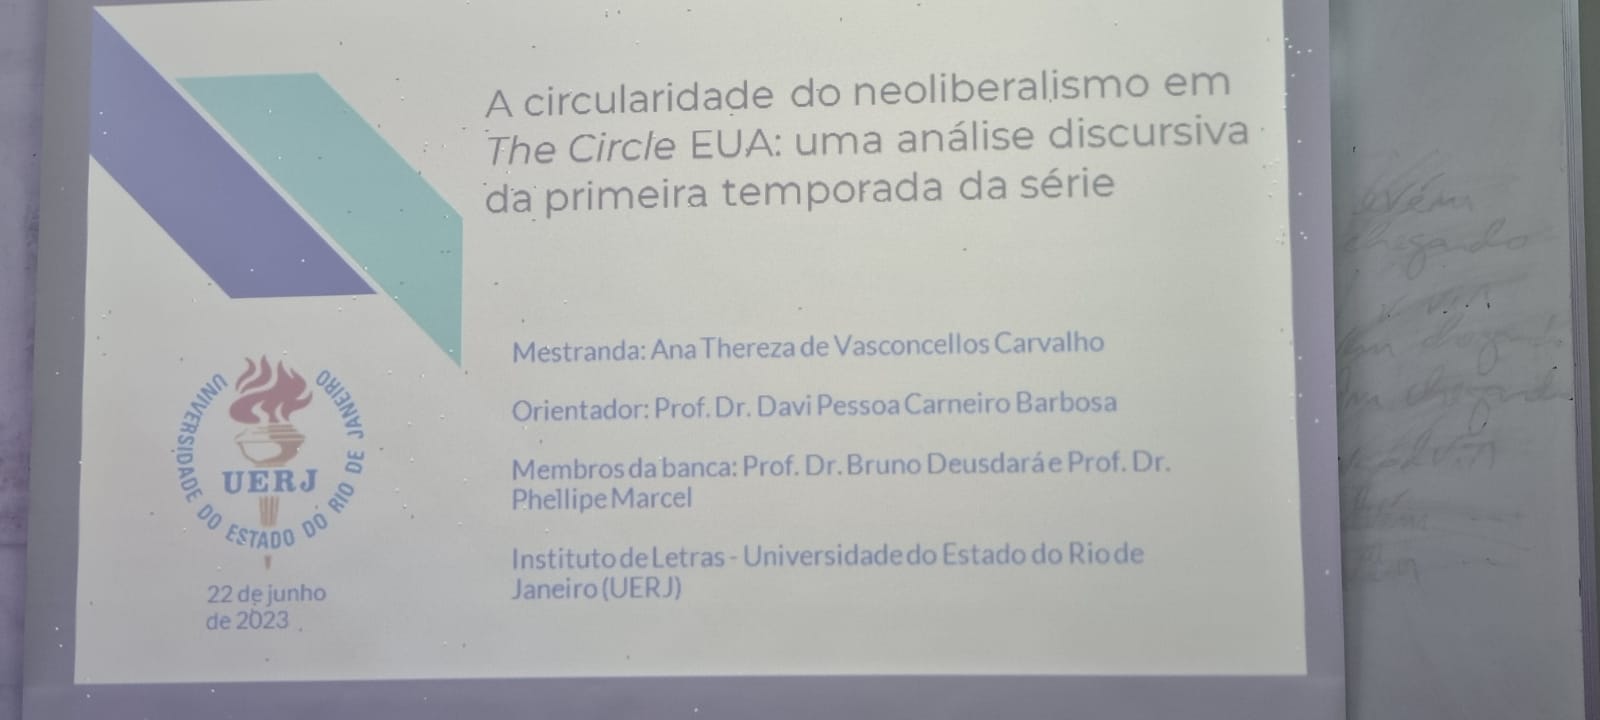 A circularidade do neoliberalismo em
The Circle EUA: uma análise discursiva
da primeira temporada da série
Mestranda: Ana Thereza de Vasconcellos Carvalho
Orientador: Prof. Dr. Davi Pessoa Carneiro Barbosa
Membros da banca: Prof. Dr. Bruno Deusdará e Prof. Dr.
Phellipe Marcel
Instituto de Letras - Universidade do Estado do Rio de
Janeiro (UERJ)
UNIVERSIDADE DO ESTADO DO RIO DE JANEIRO
UERJ
22 de junho
de 2023
chegando